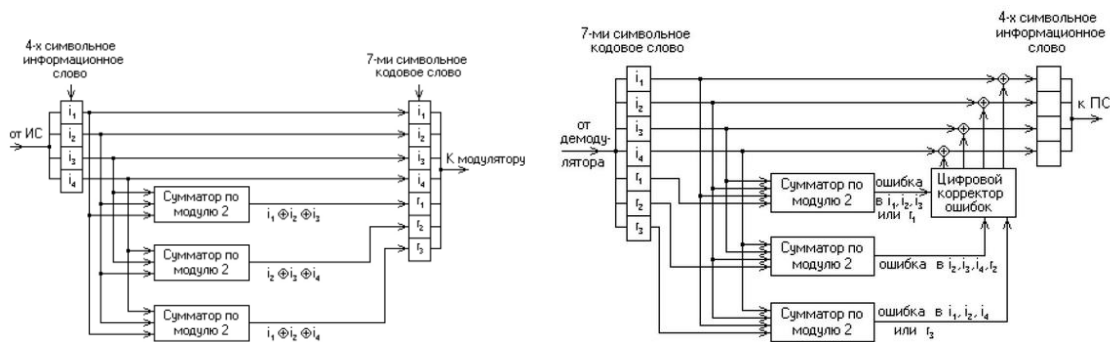 4-х символьное
информационное
слово
7-ми символьное
кодовое слово
от ИС
i₁
i₂
i₃
i₄
i₁
i₂
i₃
i₄
r₁
r₂
r₃
К модулятору
Сумматор по
модулю 2
i₁ ⊕ i₂ ⊕ i₃
Сумматор по
модулю 2
i₂ ⊕ i₃ ⊕ i₄
Сумматор по
модулю 2
i₁ ⊕ i₂ ⊕ i₄
7-ми символьное
кодовое слово
4-х символьное
информационное
слово
от
демоду-
лятора
i₁
i₂
i₃
i₄
r₁
r₂
r₃
к ПС
Сумматор по
модулю 2
ошибка
в i₁, i₂, i₃
или r₁
Цифровой
корректор
ошибок
Сумматор по
модулю 2
ошибка в i₂, i₃, i₄, r₂
Сумматор по
модулю 2
ошибка в i₁, i₂, i₄
или r₃